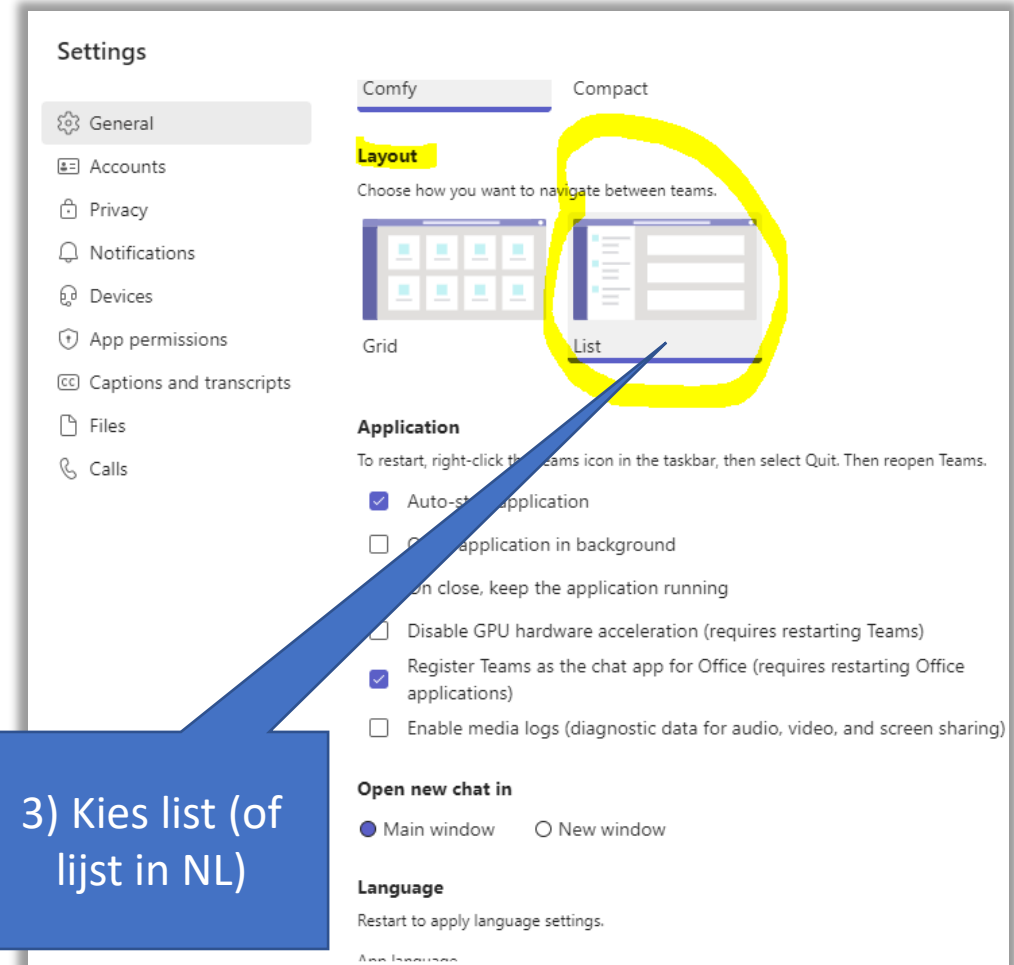 Settings
General
Accounts
Privacy
Notifications
Devices
App permissions
Captions and transcripts
Files
Calls
Comfy
Compact
Layout
Choose how you want to navigate between teams.
Grid
List
Application
To restart, right-click the Teams icon in the taskbar, then select Quit. Then reopen Teams.
Auto-start application
application in background
On close, keep the application running
Disable GPU hardware acceleration (requires restarting Teams)
Register Teams as the chat app for Office (requires restarting Office
applications)
Enable media logs (diagnostic data for audio, video, and screen sharing)
Open new chat in
Main window
New window
Language
Restart to apply language settings.
App language
3) Kies list (of
lijst in NL)